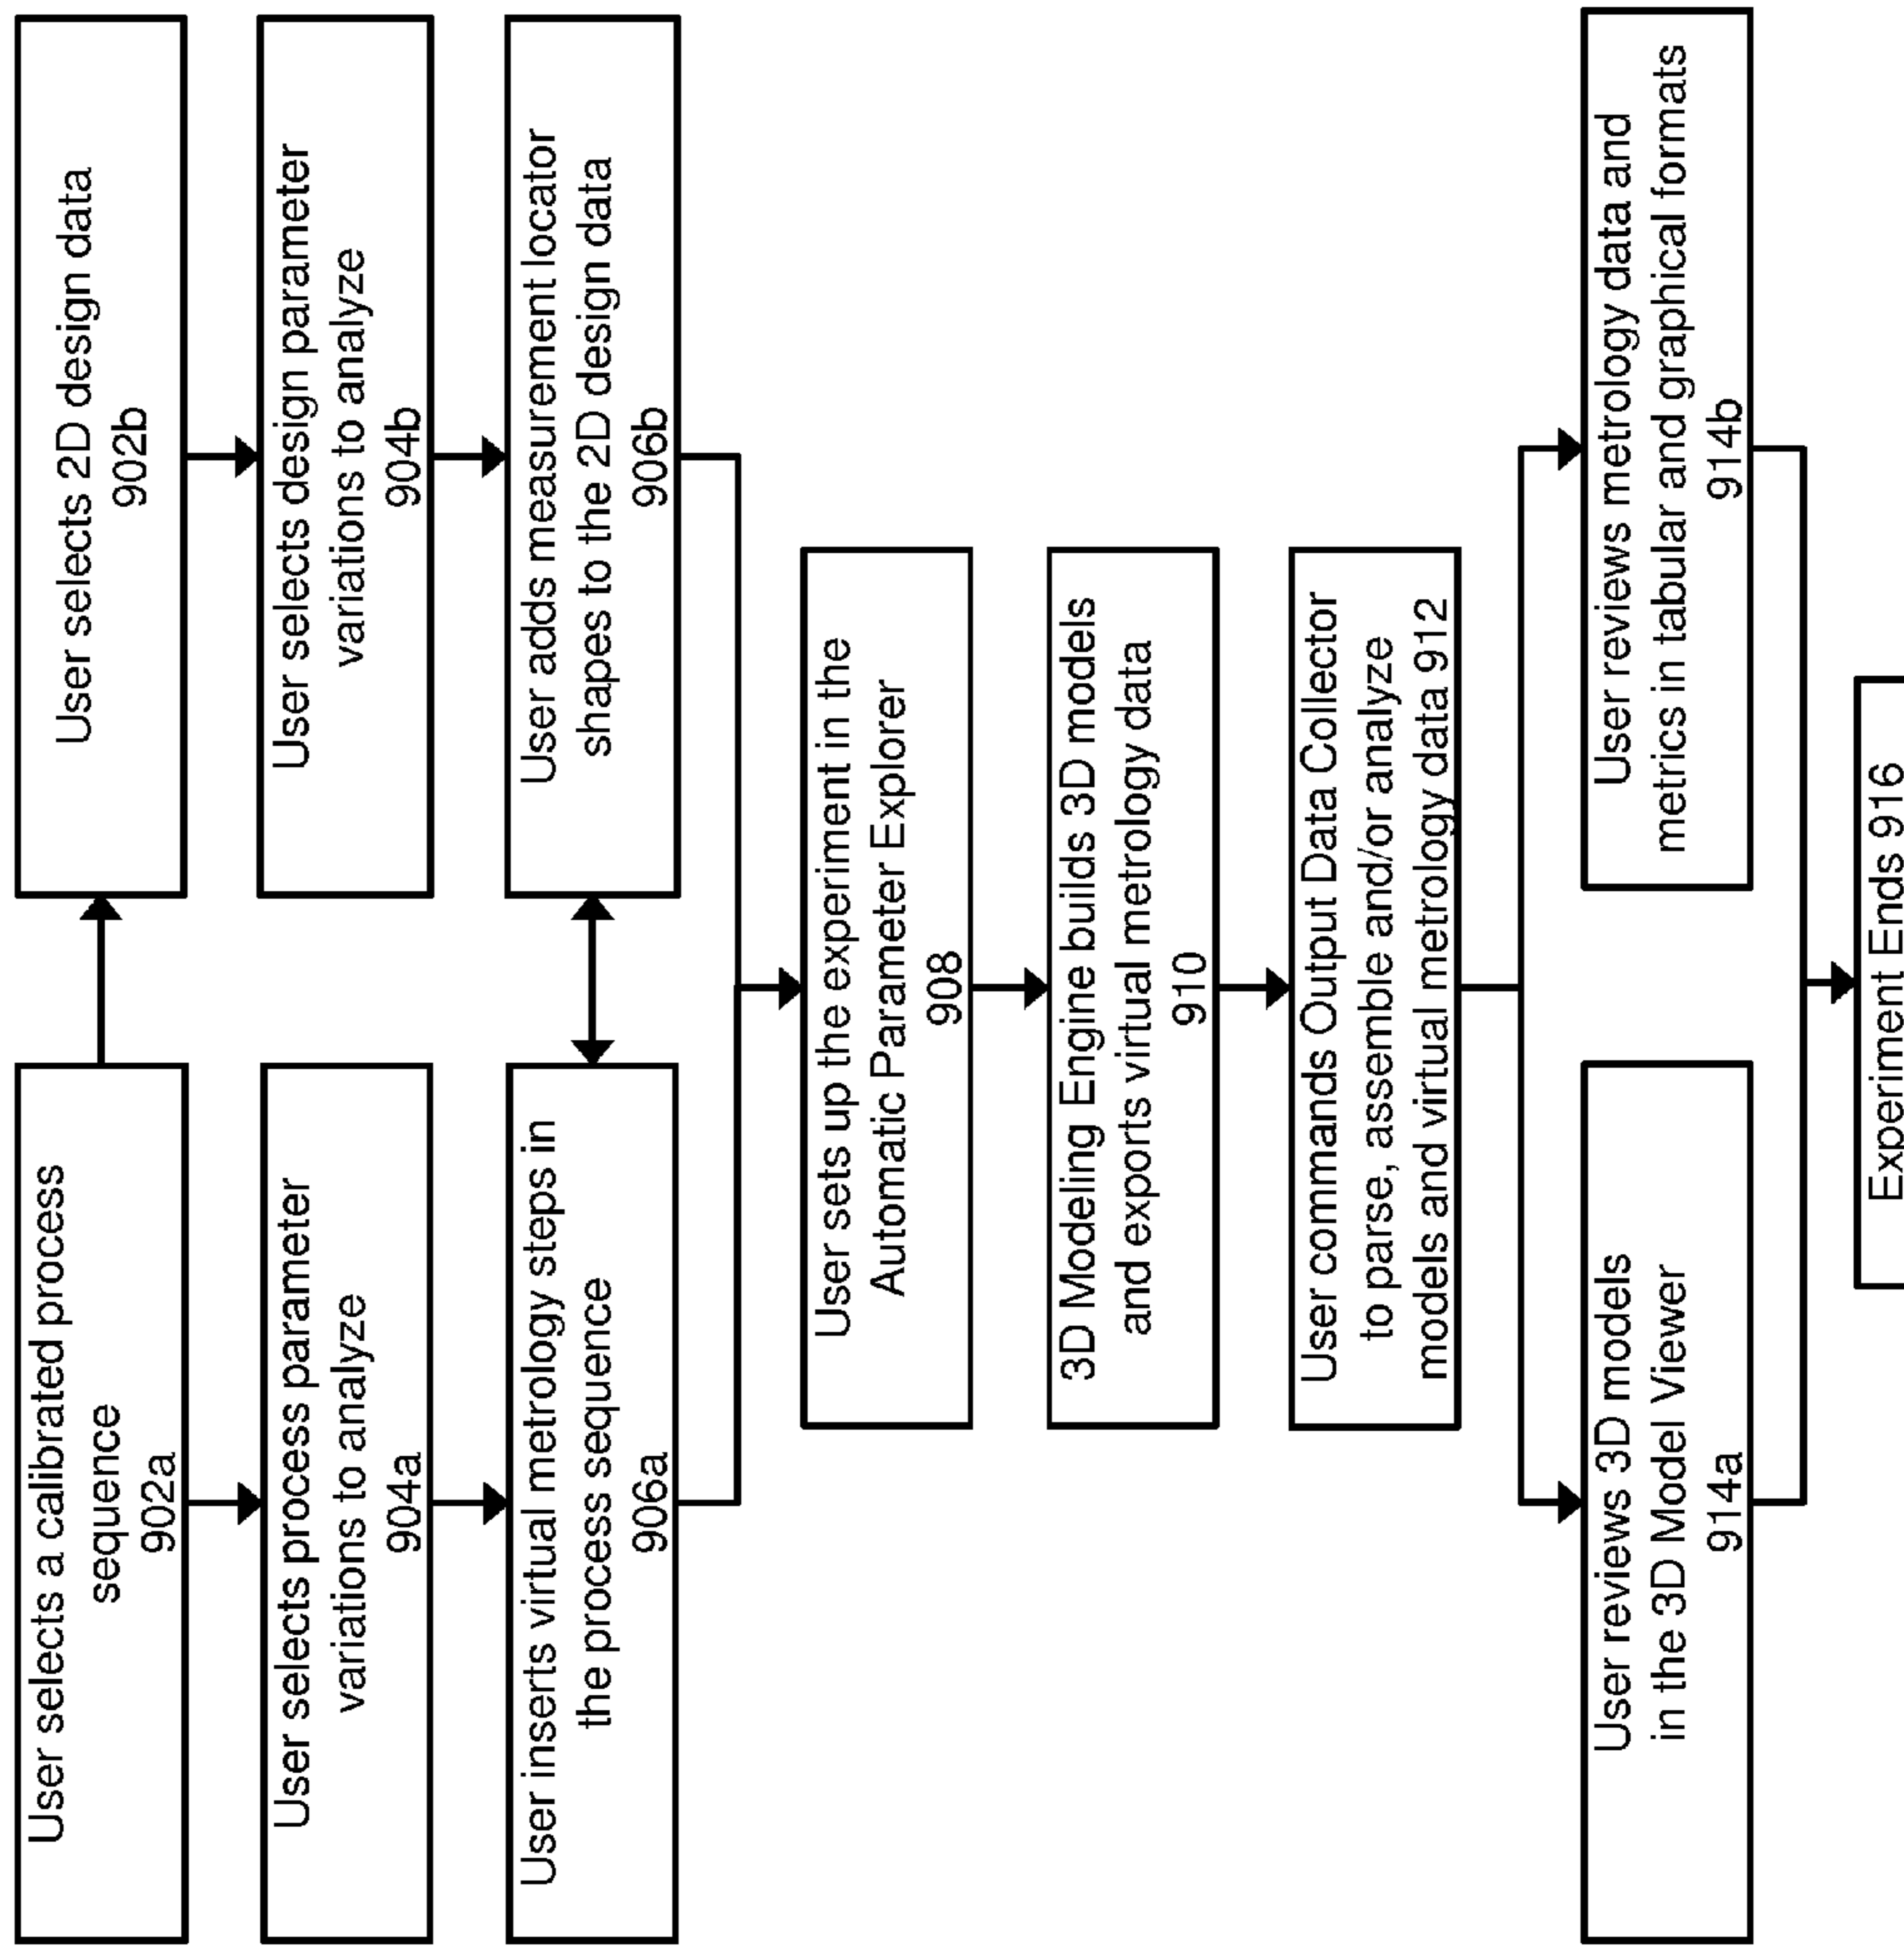 User selects a calibrated process
sequence
902a
User selects 2D design data
902b
User selects process parameter
variations to analyze
904a
User selects design parameter
variations to analyze
904b
User inserts virtual metrology steps in
the process sequence
906a
User adds measurement locator
shapes to the 2D design data
906b
User sets up the experiment in the
Automatic Parameter Explorer
908
3D Modeling Engine builds 3D models
and exports virtual metrology data
910
User commands Output Data Collector
to parse, assemble and/or analyze
models and virtual metrology data 912
User reviews 3D models
in the 3D Model Viewer
914a
User reviews metrology data and
metrics in tabular and graphical formats
914b
Experiment Ends 916